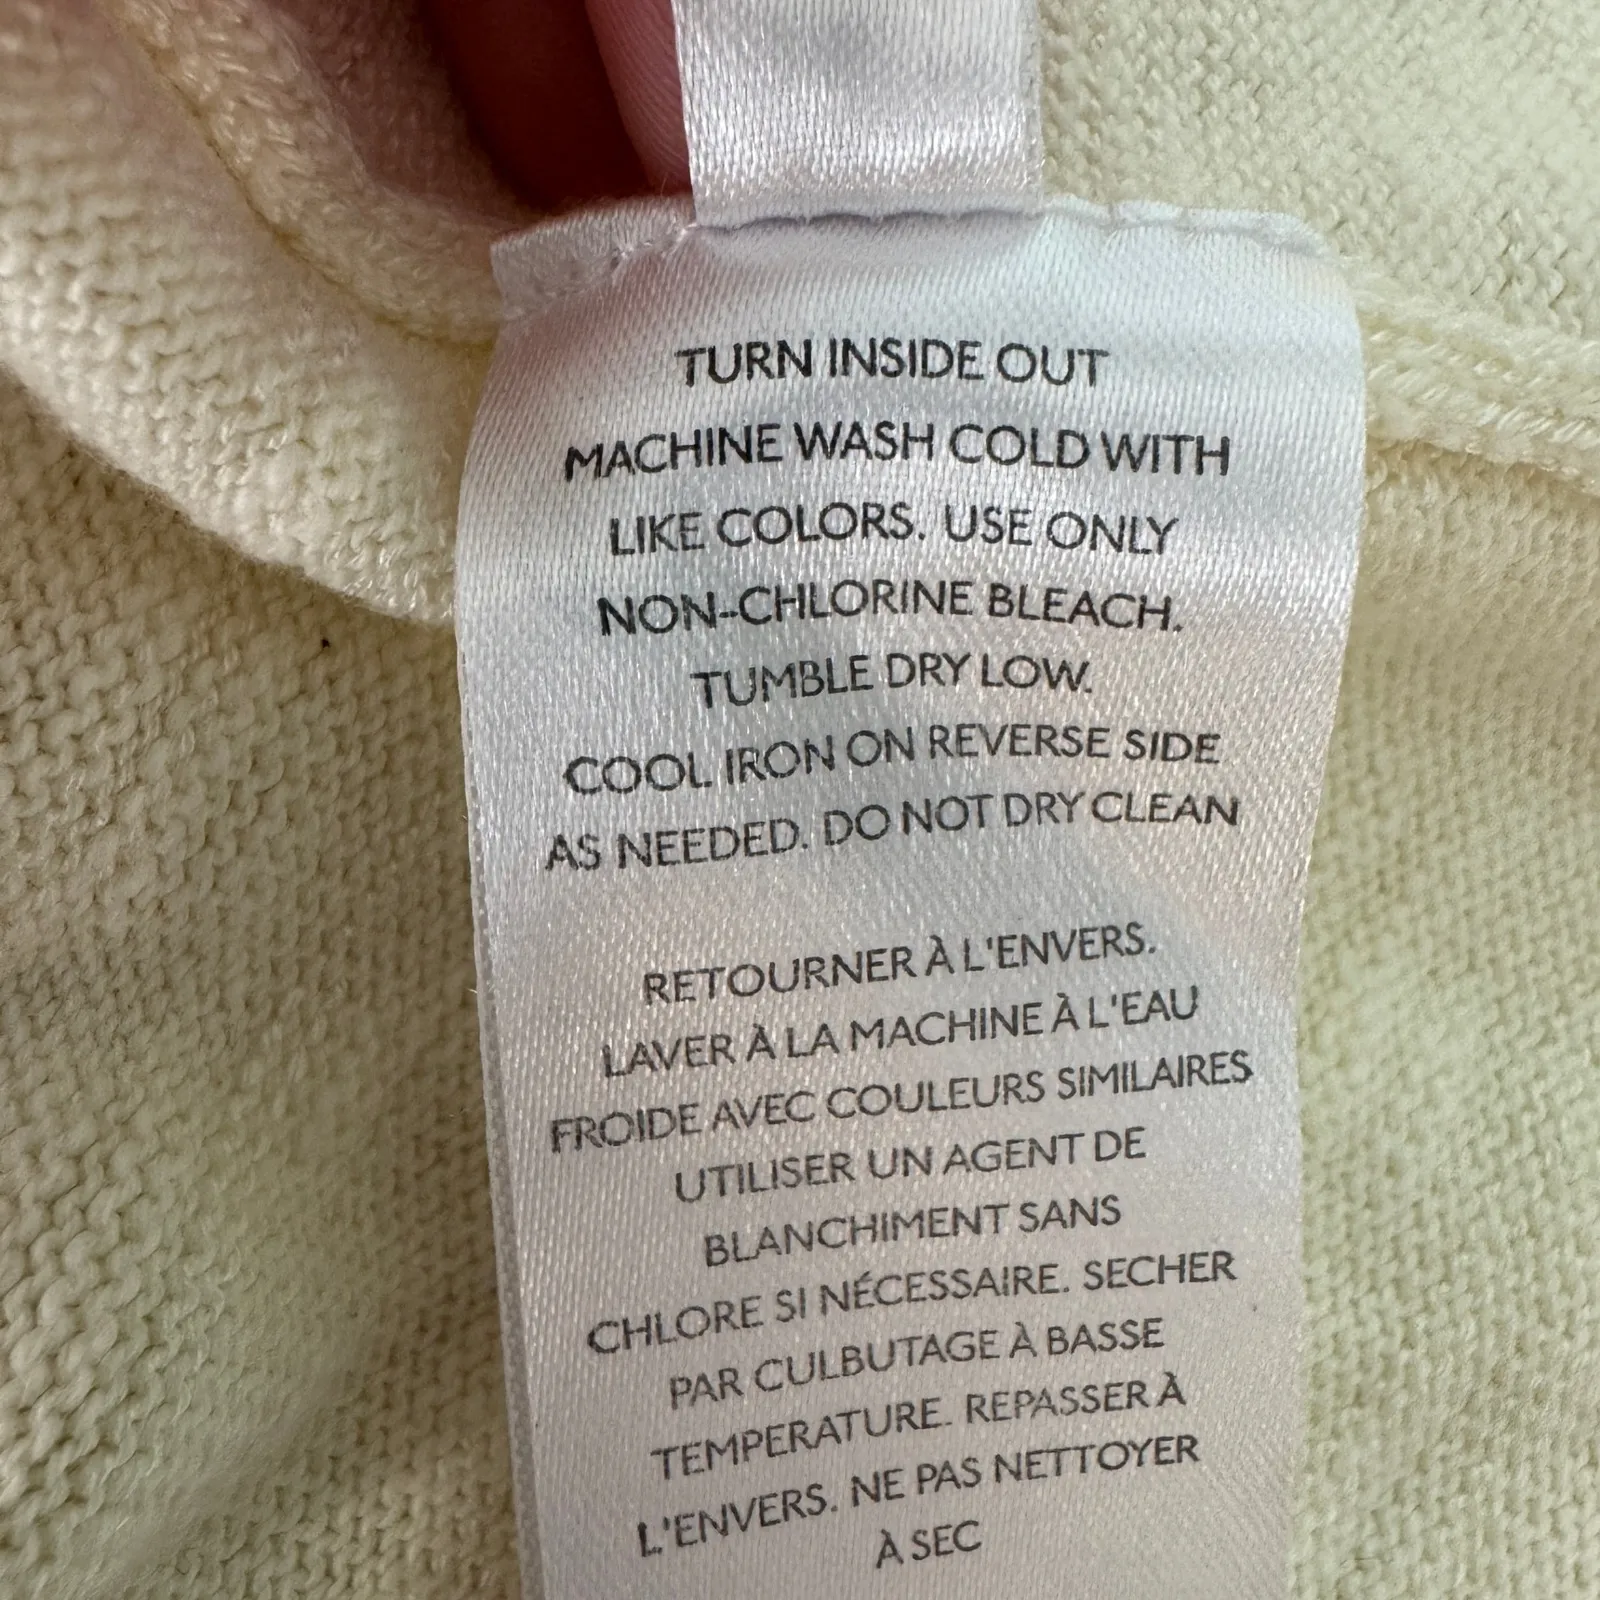 TURN INSIDE OUT
MACHINE WASH COLD WITH
LIKE COLORS. USE ONLY
NON-CHLORINE BLEACH.
TUMBLE DRY LOW.
COOL IRON ON REVERSE SIDE
AS NEEDED. DO NOT DRY CLEAN
RETOURNER À L'ENVERS.
LAVER À LA MACHINE À L'EAU
FROIDE AVEC COULEURS SIMILAIRES
UTILISER UN AGENT DE
BLANCHIMENT SANS
CHLORE SI NÉCESSAIRE. SECHER
PAR CULBUTAGE À BASSE
TEMPERATURE. REPASSER À
L'ENVERS. NE PAS NETTOYER
À SEC